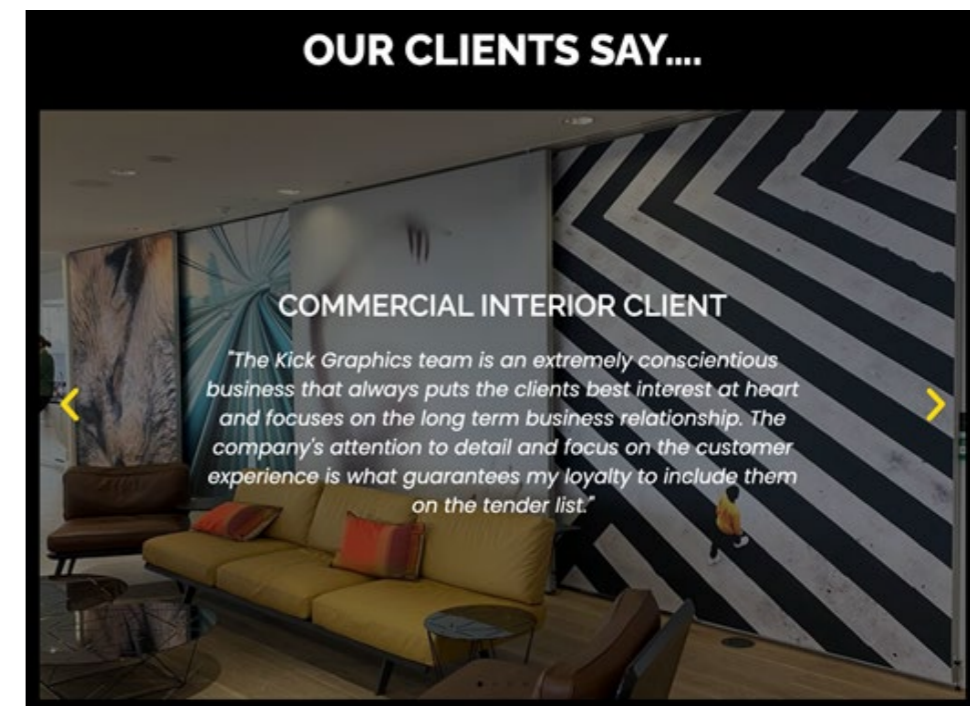 OUR CLIENTS SAY....
COMMERCIAL INTERIOR CLIENT
"The Kick Graphics team is an extremely conscientious
business that always puts the clients best interest at heart
and focuses on the long term business relationship. The
company's attention to detail and focus on the customer
experience is what guarantees my loyalty to include them
on the tender list."